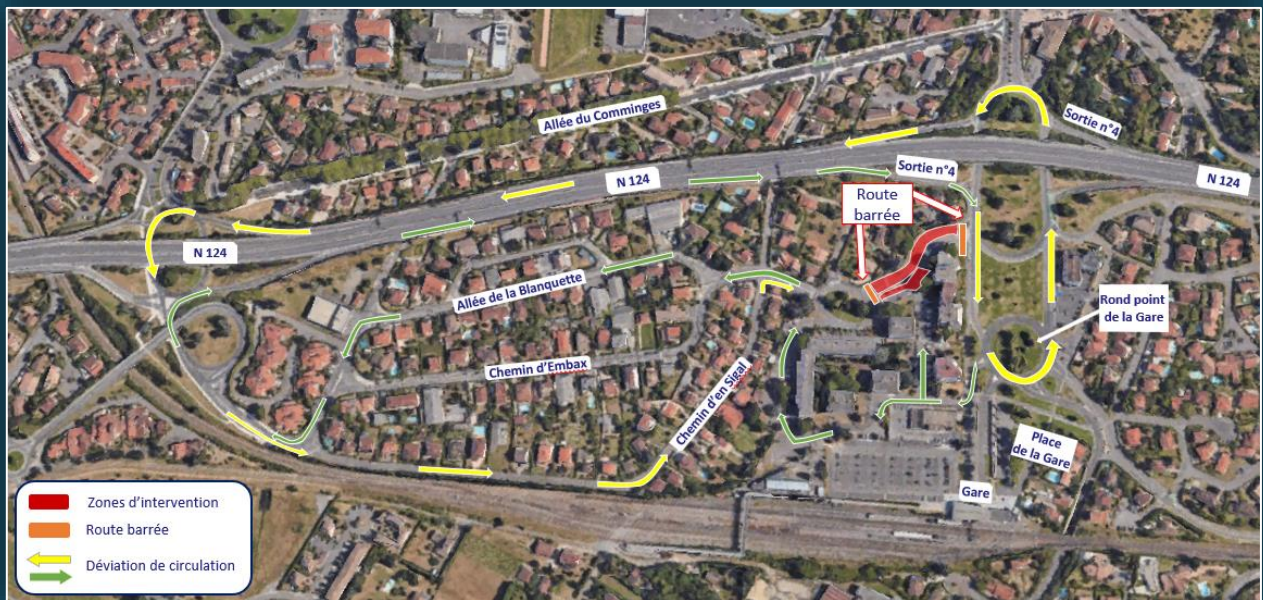 Allée du Comminges
Sortie n°4
Sortie n°4
N 124
N 124
Route
barrée
N 124
Allée de la Blanquette
Rond point
de la Gare
Chemin d'Embax
Chemin d'en Sigal
Place
de la Gare
Gare
Zones d'intervention
Route barrée
Déviation de circulation